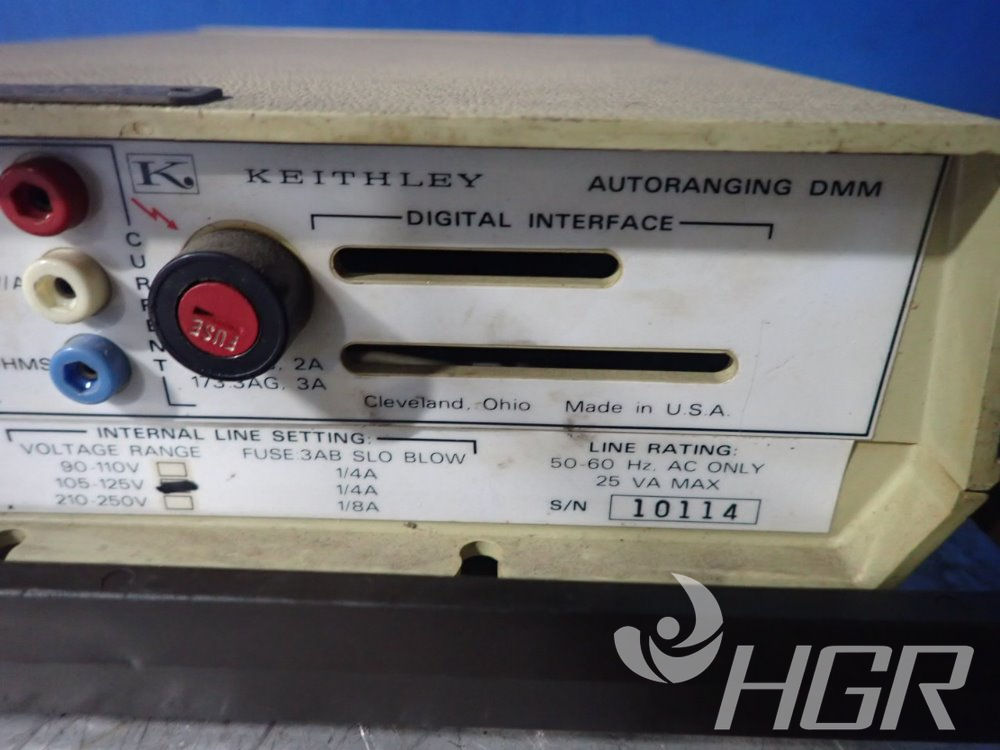 K.
KEITHLEY
AUTORANGING DMM
DIGITAL INTERFACE
CURRENT
FUSE
2A
1/3.3AG, 3A
Cleveland, Ohio Made in U.S.A.
INTERNAL LINE SETTING:
VOLTAGE RANGE FUSE.3AB SLO BLOW
90-110V 1/4A
105-125V 1/4A
210-250V 1/8A
LINE RATING:
50-60 Hz. AC ONLY
25 VA MAX
S/N 10114
HGR